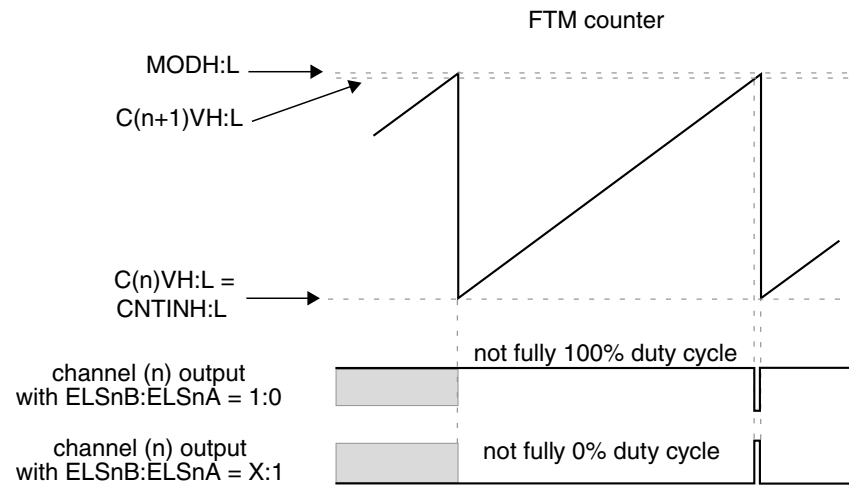 FTM counter
MODH:L
C(n+1)VH:L
C(n)VH:L =
CNTINH:L
not fully 100% duty cycle
channel (n) output
with ELSnB:ELSnA = 1:0
channel (n) output
with ELSnB:ELSnA = X:1
not fully 0% duty cycle